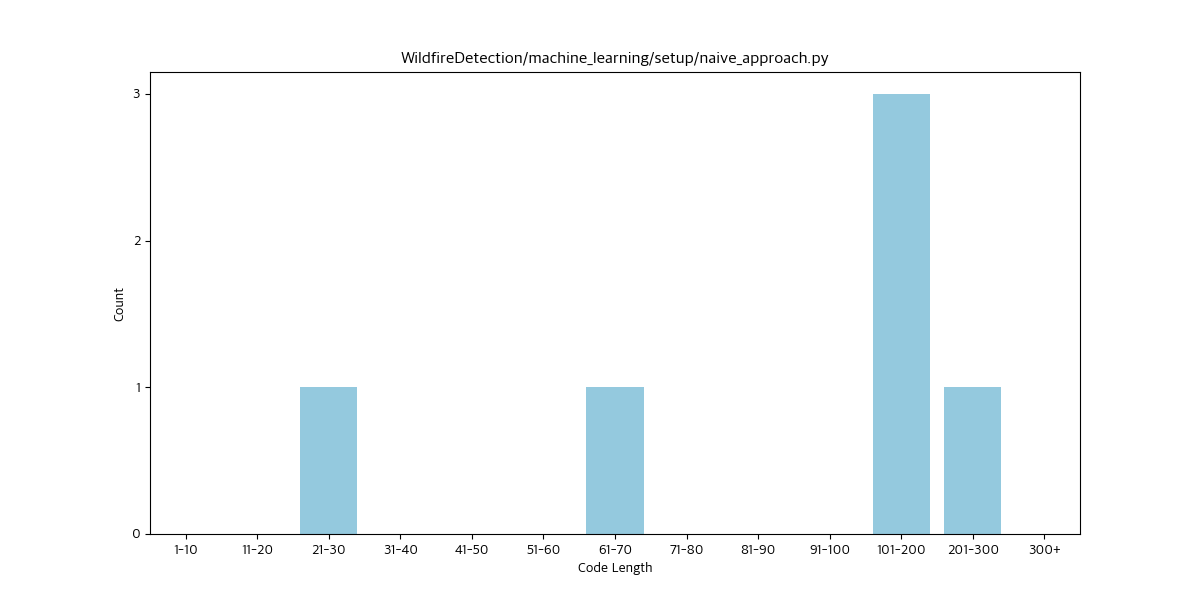 WildfireDetection/machine_learning/setup/naive_approach.py
3
2
1
0
Count
1-10 11-20 21-30 31-40 41-50 51-60 61-70 71-80 81-90 91-100 101-200 201-300 300+
Code Length